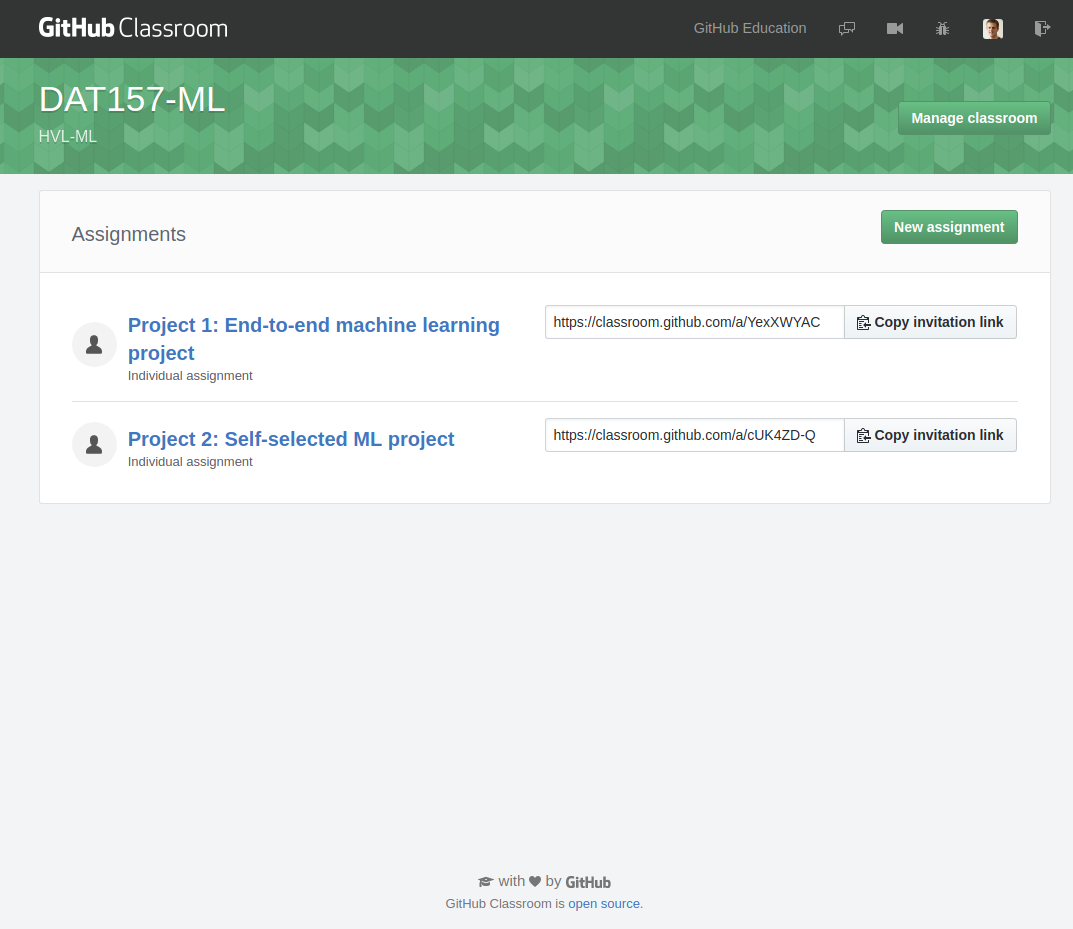 GitHub Classroom
GitHub Education
DAT157-ML
HVL-ML
Manage classroom
Assignments
New assignment
Project 1: End-to-end machine learning
project
Individual assignment
https://classroom.github.com/a/YexXWYAC
Copy invitation link
Project 2: Self-selected ML project
Individual assignment
https://classroom.github.com/a/cUK4ZD-Q
Copy invitation link
with by GitHub
GitHub Classroom is open source.